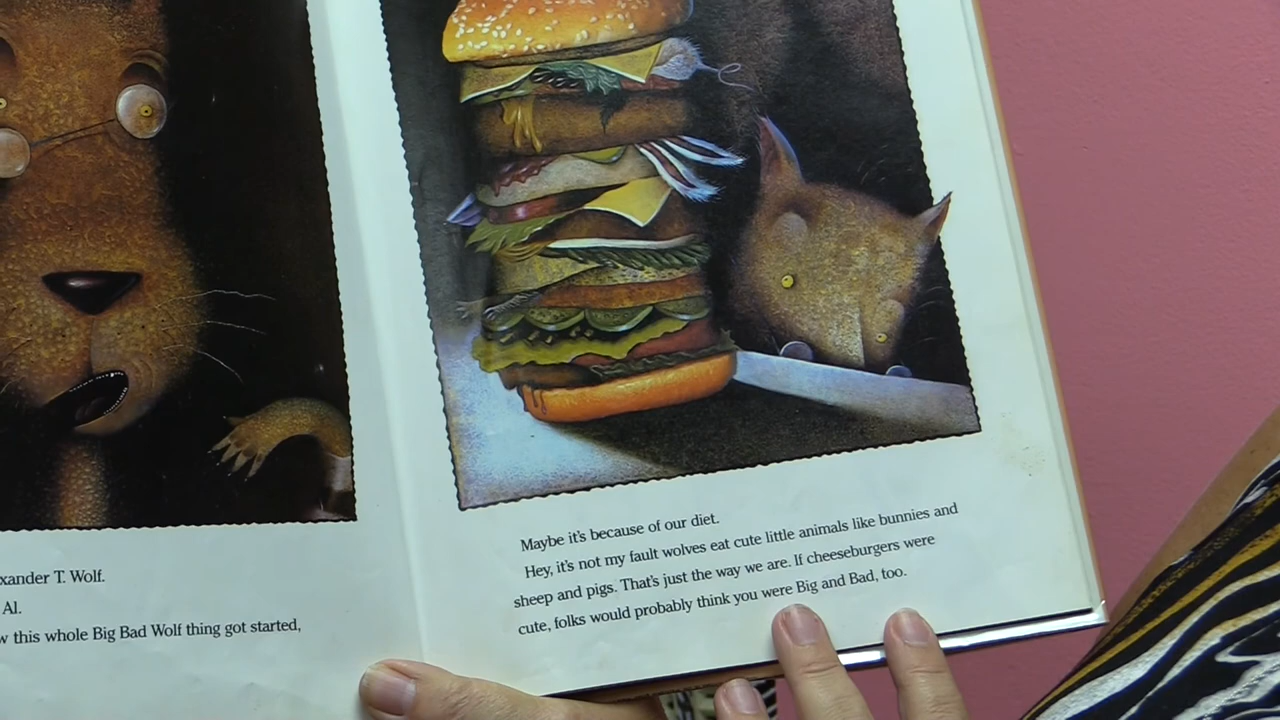 xander T. Wolf.
Al.
w this whole Big Bad Wolf thing got started,
Maybe it's because of our diet.
Hey, it's not my fault wolves eat cute little animals like bunnies and
sheep and pigs. That's just the way we are. If cheeseburgers were
cute, folks would probably think you were Big and Bad, too.